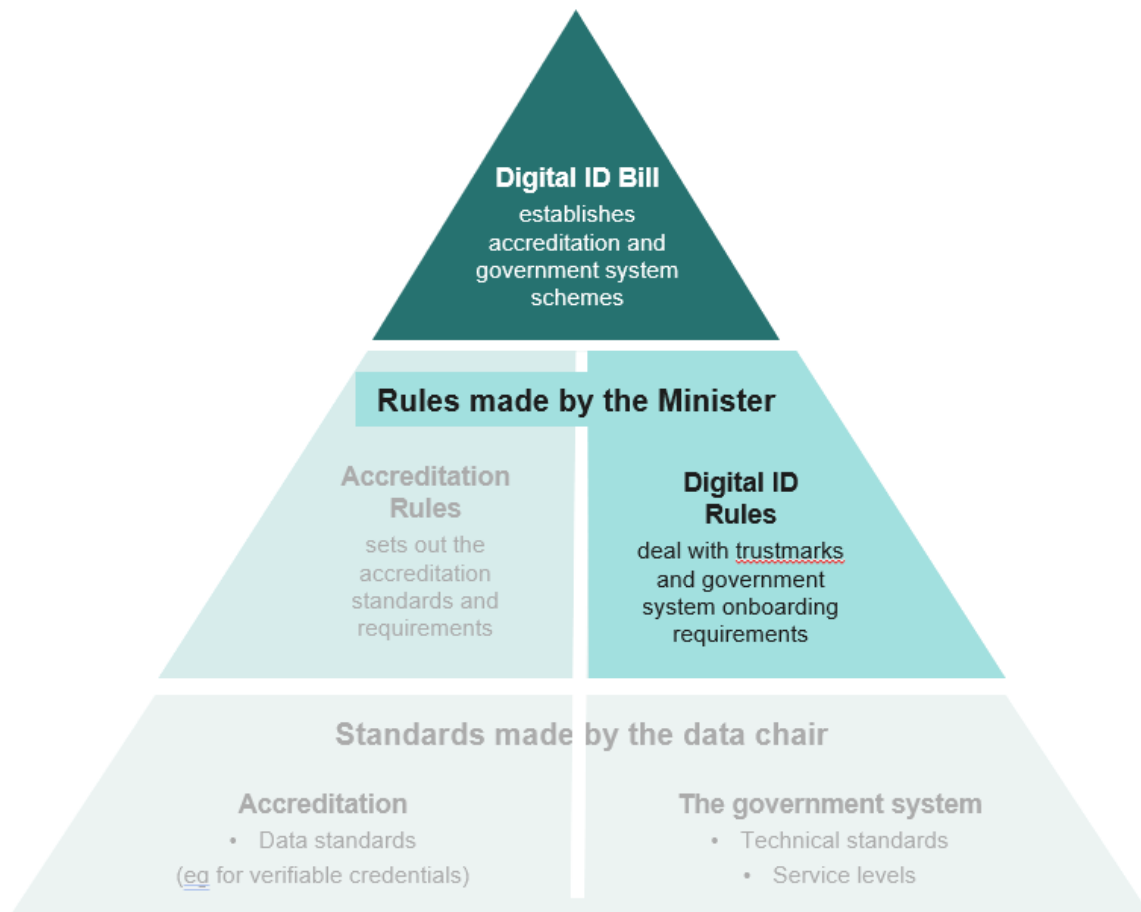 Digital ID Bill
establishes
accreditation and
government system
schemes
Rules made by the Minister
Accreditation
Rules
sets out the
accreditation
standards and
requirements
Digital ID
Rules
deal with trustmarks
and government
system onboarding
requirements
Standards made by the data chair
Accreditation
• Data standards
(eg for verifiable credentials)
The government system
• Technical standards
• Service levels